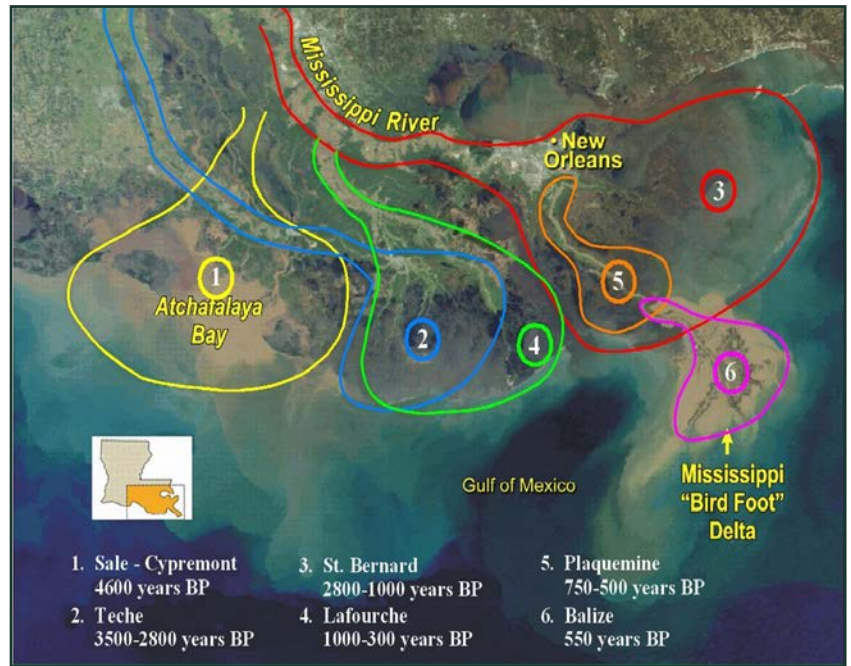 Mississippi River
• New
Orleans
3
1
Atchafalaya
Bay
5
2
4
6
Gulf of Mexico
Mississippi
"Bird Foot"
Delta
1. Sale - Cypremont
4600 years BP
2. Teche
3500-2800 years BP
3. St. Bernard
2800-1000 years BP
4. Lafourche
1000-300 years BP
5. Plaquemine
750-500 years BP
6. Balize
550 years BP